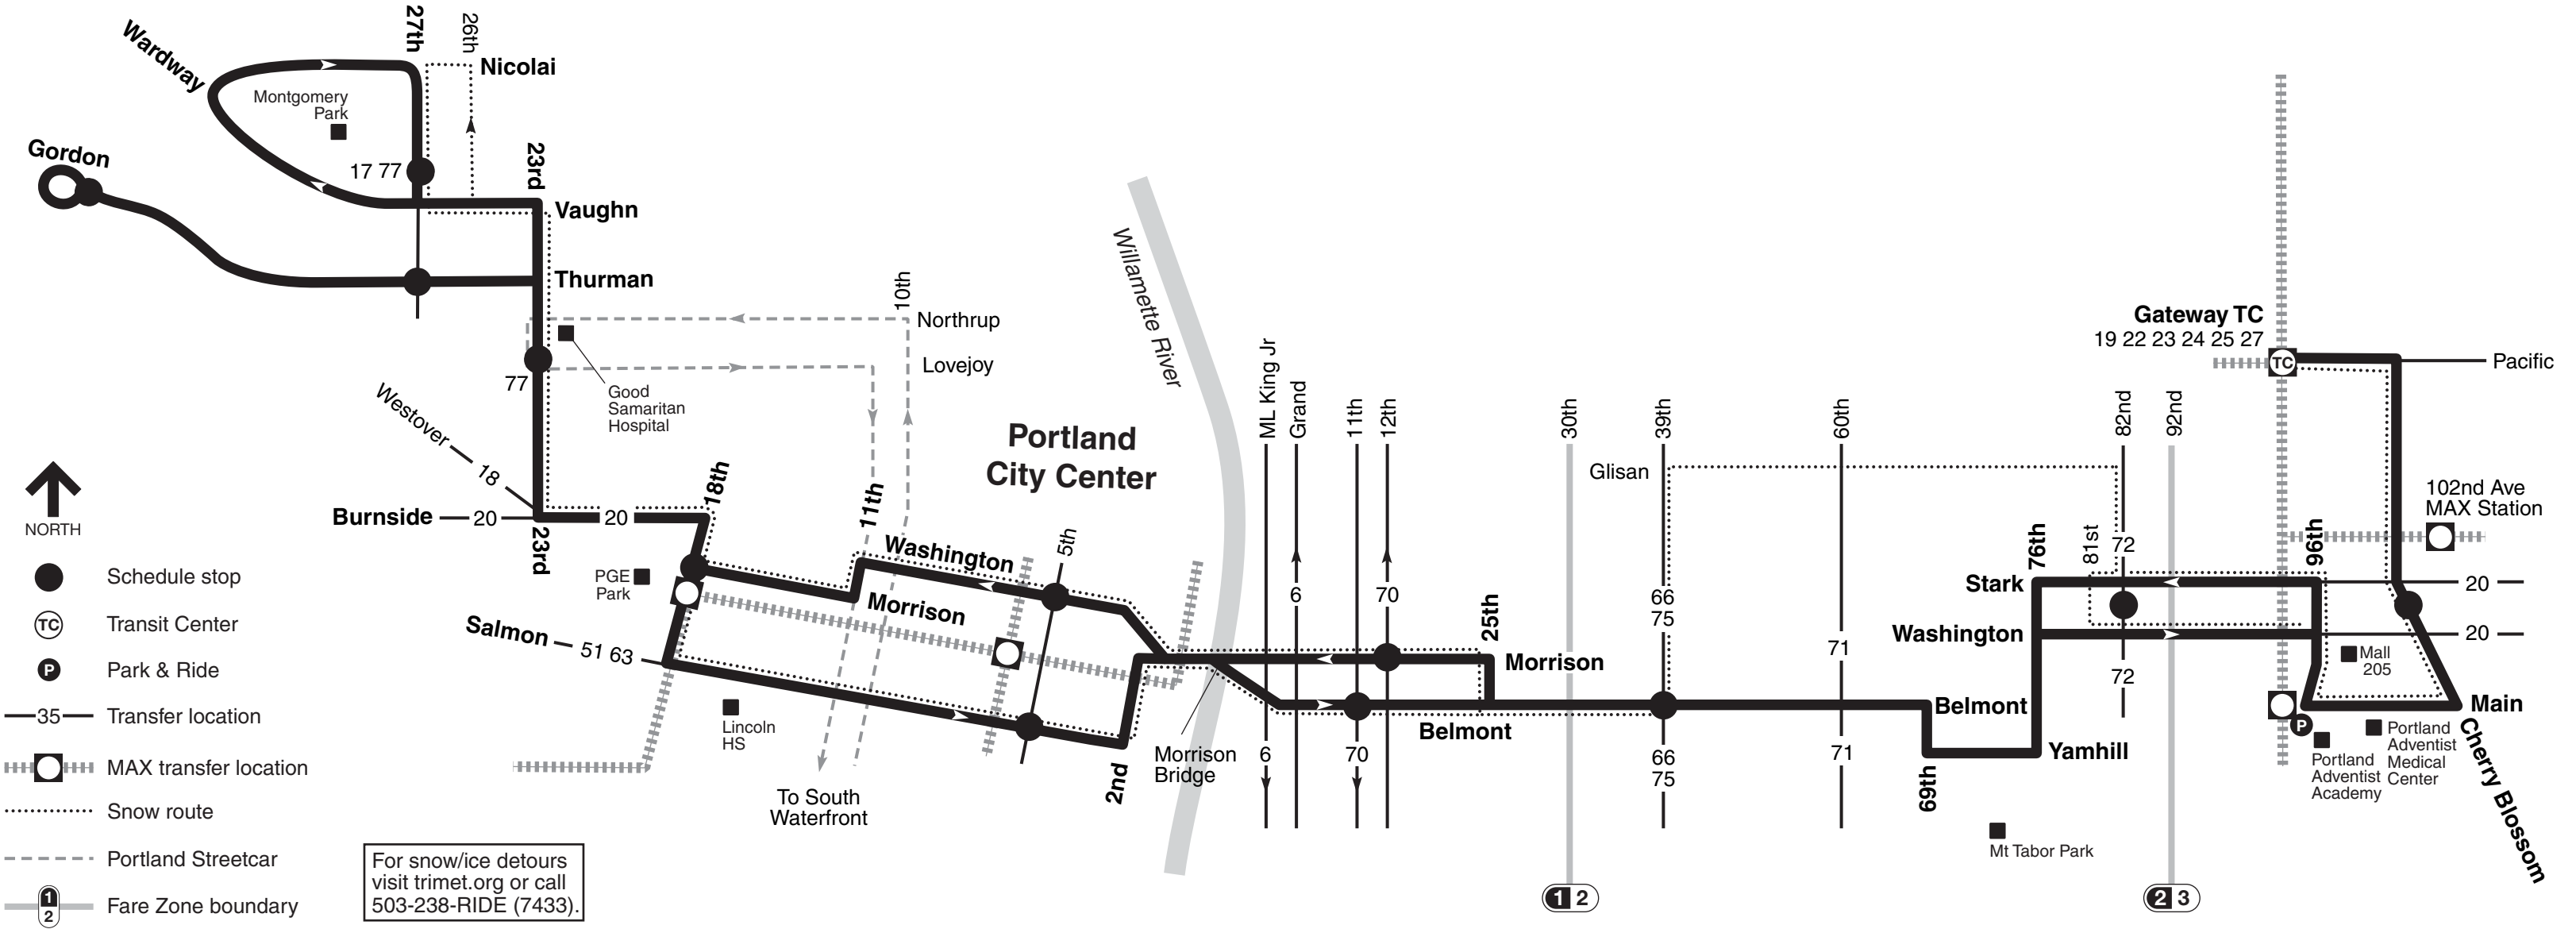 27th
26th
Wardway
Nicolai
Montgomery
Park
Gordon
17 77
23rd
Vaughn
Thurman
10th
Northrup
Lovejoy
77
Good
Samaritan
Hospital
Westover
18
Burnside
20
20
23rd
18th
11th
Portland
City Center
Willamette River
Washington
5th
PGE
Park
Morrison
Salmon
51 63
Lincoln
HS
2nd
Morrison
Bridge
To South
Waterfront
ML King Jr
Grand
11th
12th
6
70
6
70
25th
Morrison
Belmont
30th
39th
Glisan
66
75
66
75
60th
71
71
Belmont
69th
Yamhill
Mt Tabor Park
76th
81st
82nd
92nd
72
72
Stark
Washington
96th
Gateway TC
19 22 23 24 25 27
TC
Pacific
102nd Ave
MAX Station
20
20
Mall
205
Main
P
Portland
Adventist
Academy
Portland
Adventist
Medical
Center
Cherry Blossom
1 2
2 3
NORTH
Schedule stop
TC
Transit Center
P
Park & Ride
35
Transfer location
MAX transfer location
Snow route
Portland Streetcar
1
2
Fare Zone boundary
For snow/ice detours
visit trimet.org or call
503-238-RIDE (7433).